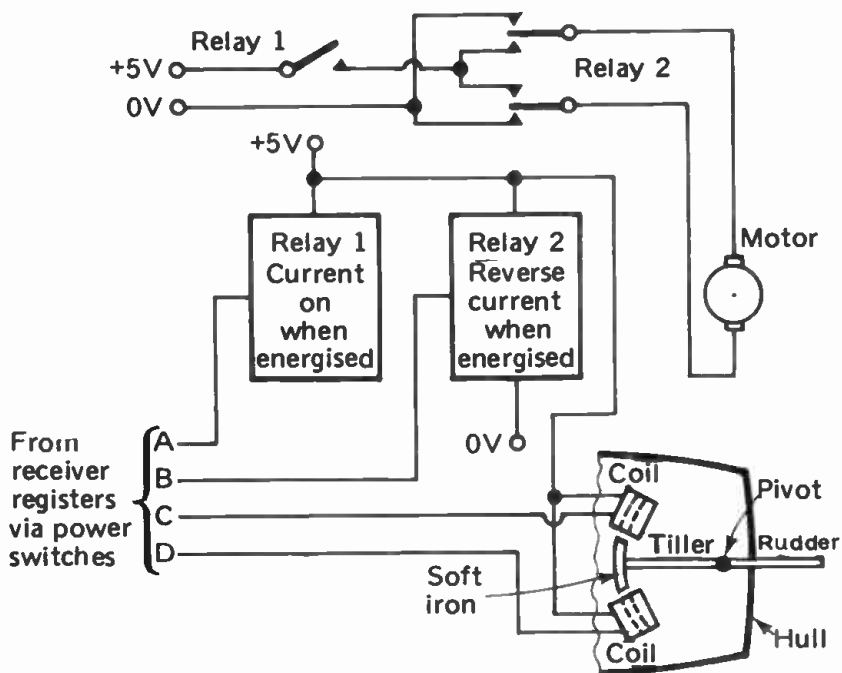 Relay 1
+5V
Relay 2
0V
+5V
Relay 1
Current
on
when
energised
Relay 2
Reverse
current
when
energised
Motor
0V
From
receiver
registers
via power
switches
A
B
C
D
Coil
Pivot
Tiller
Rudder
Soft
iron
Coil
Hull